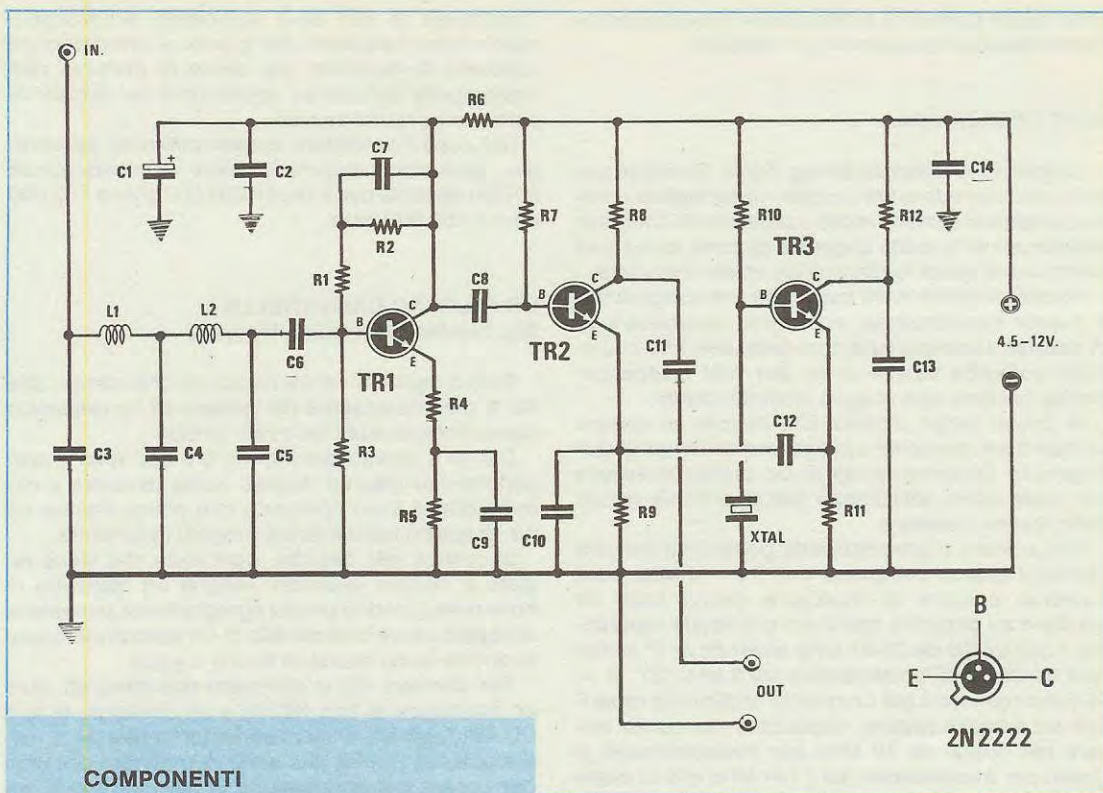 IN.
R6
C1
+
C2
C7
C14
R7
R8
R10
R12
R2
TR3
R1
C
B
E
C8
C
B
E
L1
L2
C6
C
B
E
TR2
C11
4.5-12V.
TR1
C13
R4
C12
C3
C4
C5
R3
R5
C9
C10
R9
XTAL
R11
B
E
C
OUT
2N2222
COMPONENTI